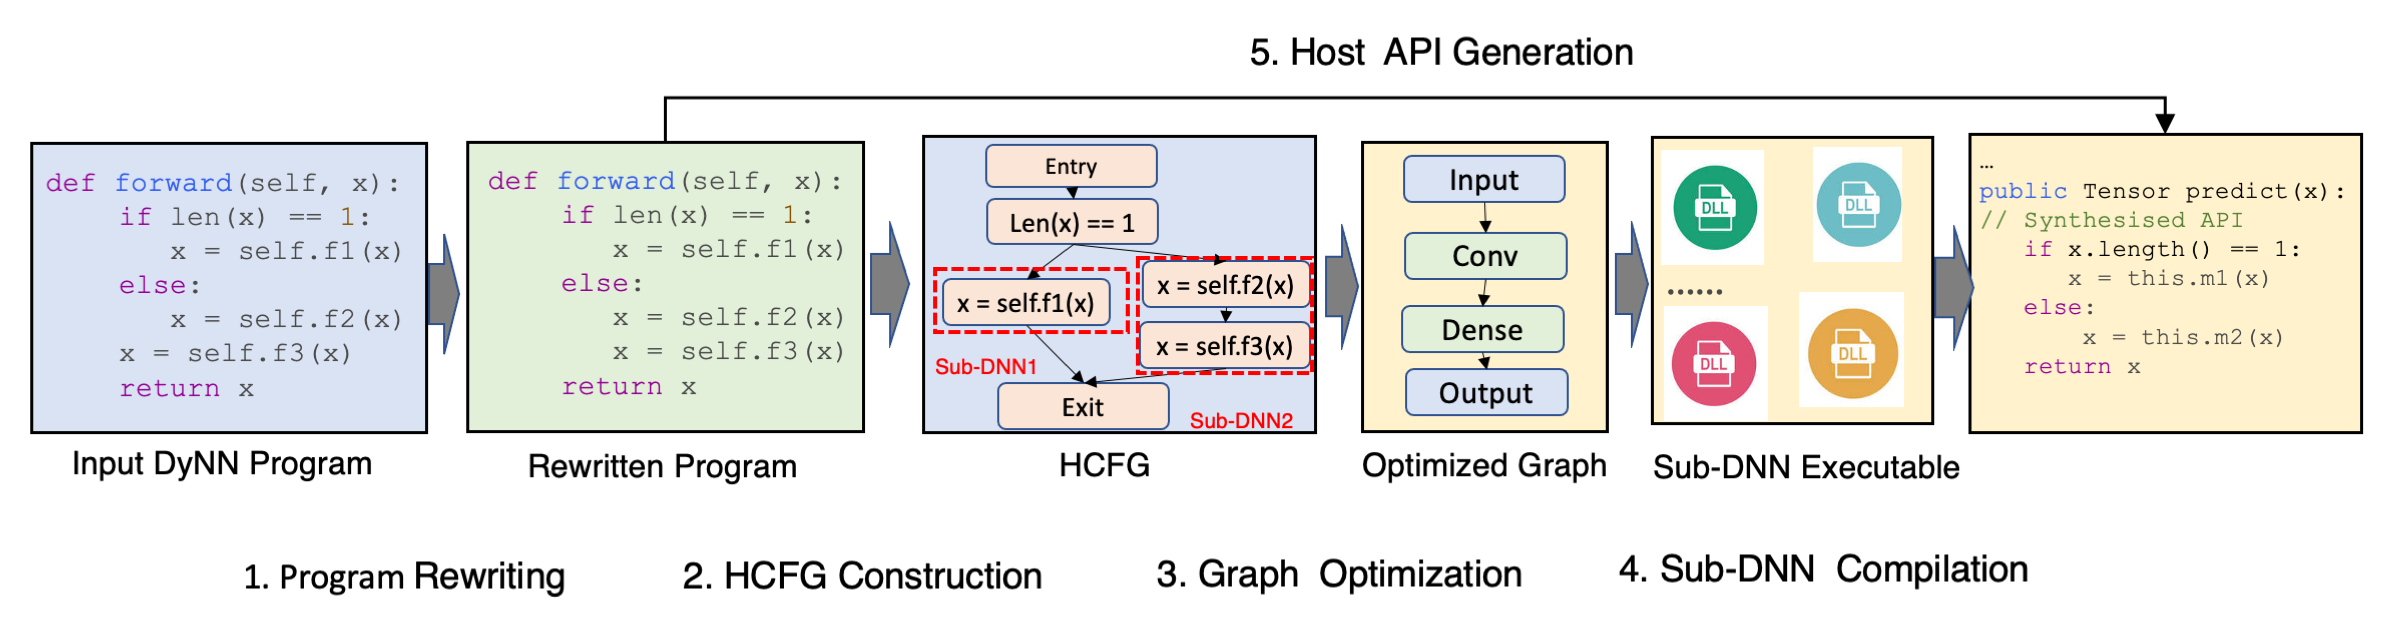 5. Host API Generation
def forward(self, x):
if len(x) == 1:
x = self.f1(x)
else:
x = self.f2(x)
x = self.f3(x)
return x
Input DyNN Program
def forward(self, x):
if len(x) == 1:
x = self.f1(x)
else:
x = self.f2(x)
x = self.f3(x)
return x
Rewritten Program
Entry
Len(x) == 1
x = self.f1(x)
x = self.f2(x)
x = self.f3(x)
Sub-DNN1
Exit
Sub-DNN2
HCFG
Input
Conv
Dense
Output
Optimized Graph
DLL
DLL
......
DLL
DLL
Sub-DNN Executable
…
public Tensor predict(x):
// Synthesised API
if x.length() == 1:
x = this.m1(x)
else:
x = this.m2(x)
return x
1. Program Rewriting
2. HCFG Construction
3. Graph Optimization
4. Sub-DNN Compilation